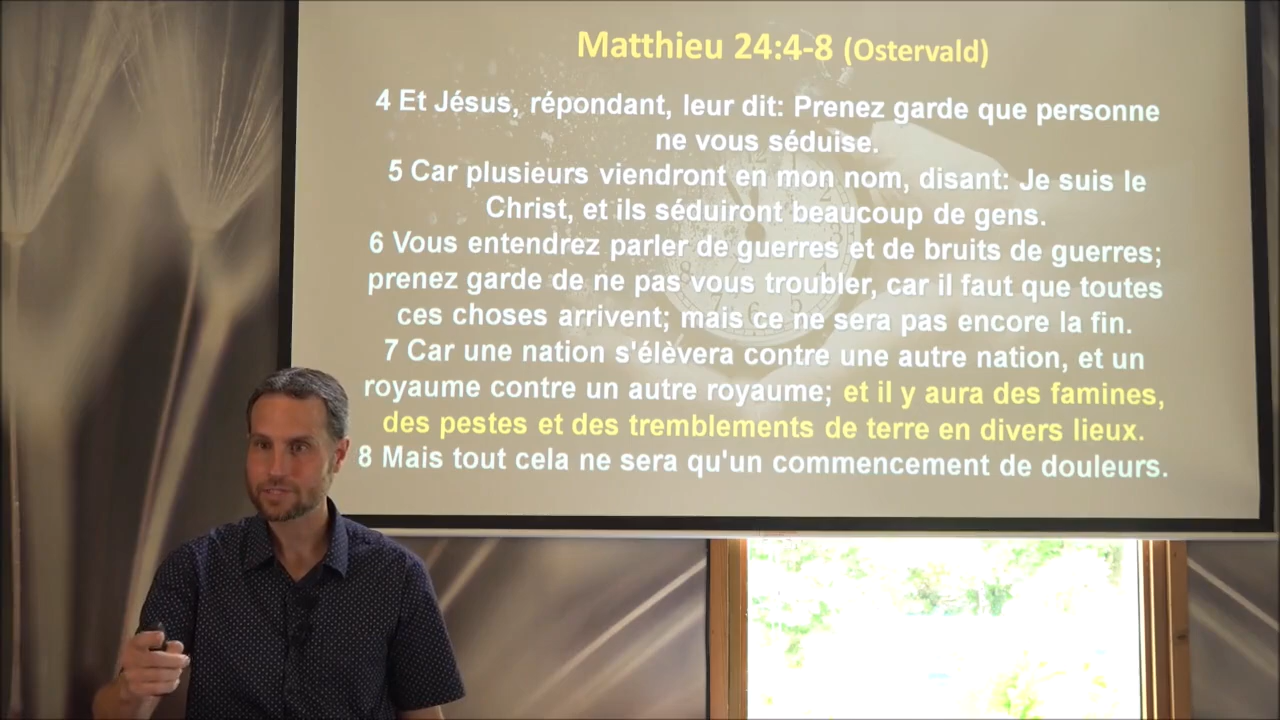 Matthieu 24:4-8 (Ostervald)
4 Et Jésus, répondant, leur dit: Prenez garde que personne
ne vous séduise.
5 Car plusieurs viendront en mon nom, disant: Je suis le
Christ, et ils séduiront beaucoup de gens.
6 Vous entendrez parler de guerres et de bruits de guerres;
prenez garde de ne pas vous troubler, car il faut que toutes
ces choses arrivent; mais ce ne sera pas encore la fin.
7 Car une nation s'élèvera contre une autre nation, et un
royaume contre un autre royaume; et il y aura des famines,
des pestes et des tremblements de terre en divers lieux.
8 Mais tout cela ne sera qu'un commencement de douleurs.